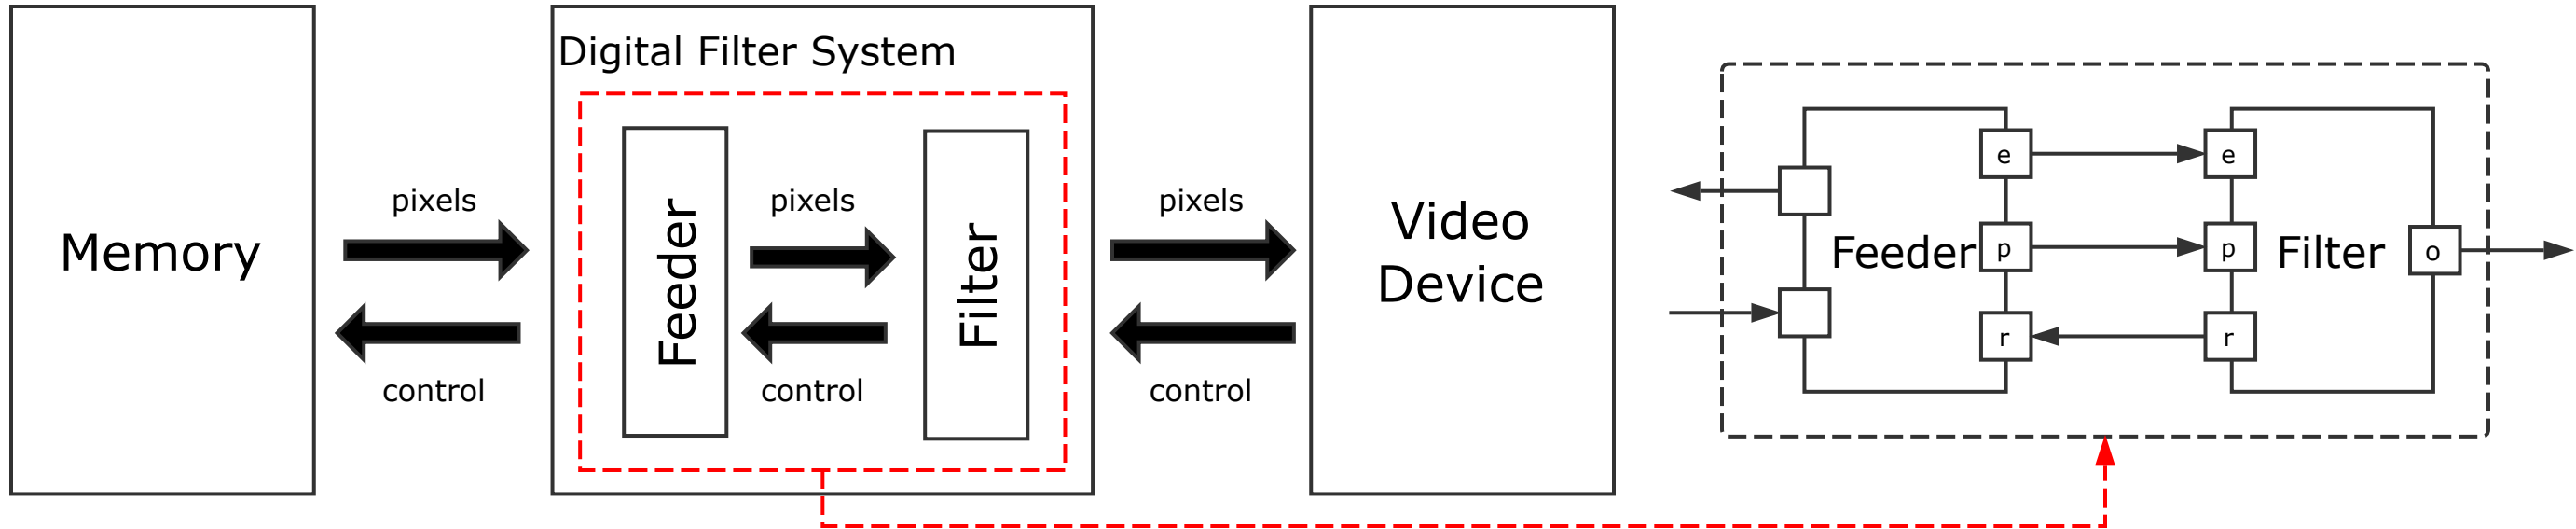 Memory
pixels
control
Digital Filter System
Feeder
pixels
control
Filter
pixels
control
Video
Device
Feeder
e
p
r
e
p
r
Filter
o